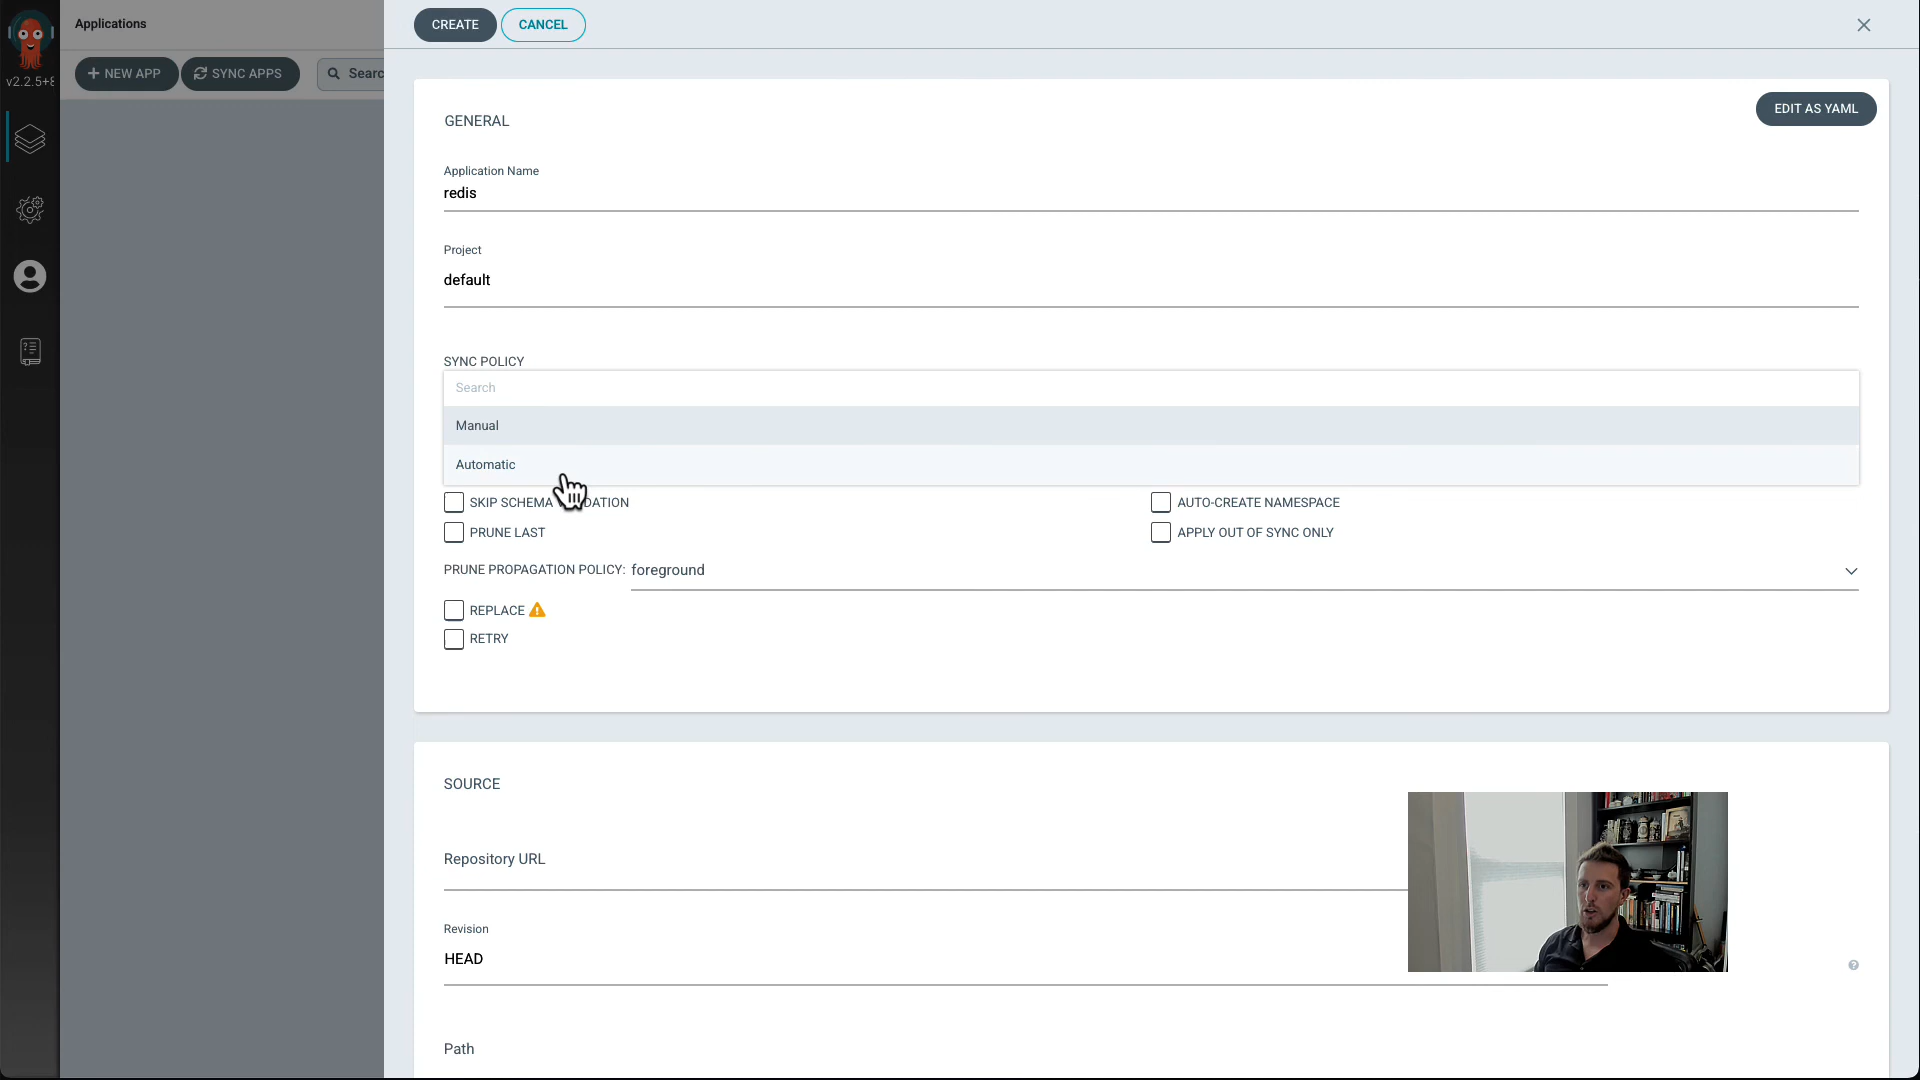 Applications
CREATE
CANCEL
v2.2.5+8
NEW APP
SYNC APPS
Searc
EDIT AS YAML
GENERAL
Application Name
redis
Project
default
SYNC POLICY
Search
Manual
Automatic
SKIP SCHEMA DATION
AUTO-CREATE NAMESPACE
PRUNE LAST
APPLY OUT OF SYNC ONLY
PRUNE PROPAGATION POLICY: foreground
REPLACE
RETRY
SOURCE
Repository URL
Revision
HEAD
Path